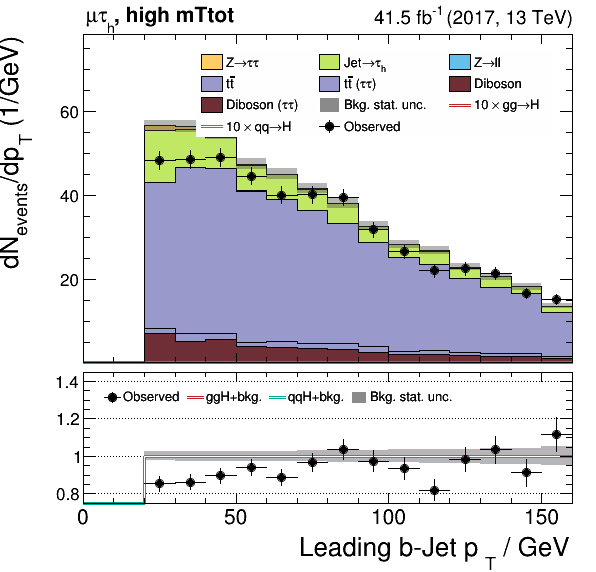 μτ_h, high mTtot 41.5 fb⁻¹ (2017, 13 TeV)
dN_events/dp_T (1/GeV)
Z→ττ Jet→τ_h Z→ll
tt̄ tt̄ (ττ) Diboson
Diboson (ττ) Bkg. stat. unc. 10 × gg→H
10 × qq→H Observed
60
40
20
1.4
Observed ggH+bkg. qqH+bkg. Bkg. stat. unc.
1.2
1
0.8
0 50 100 150
Leading b-Jet p_T / GeV